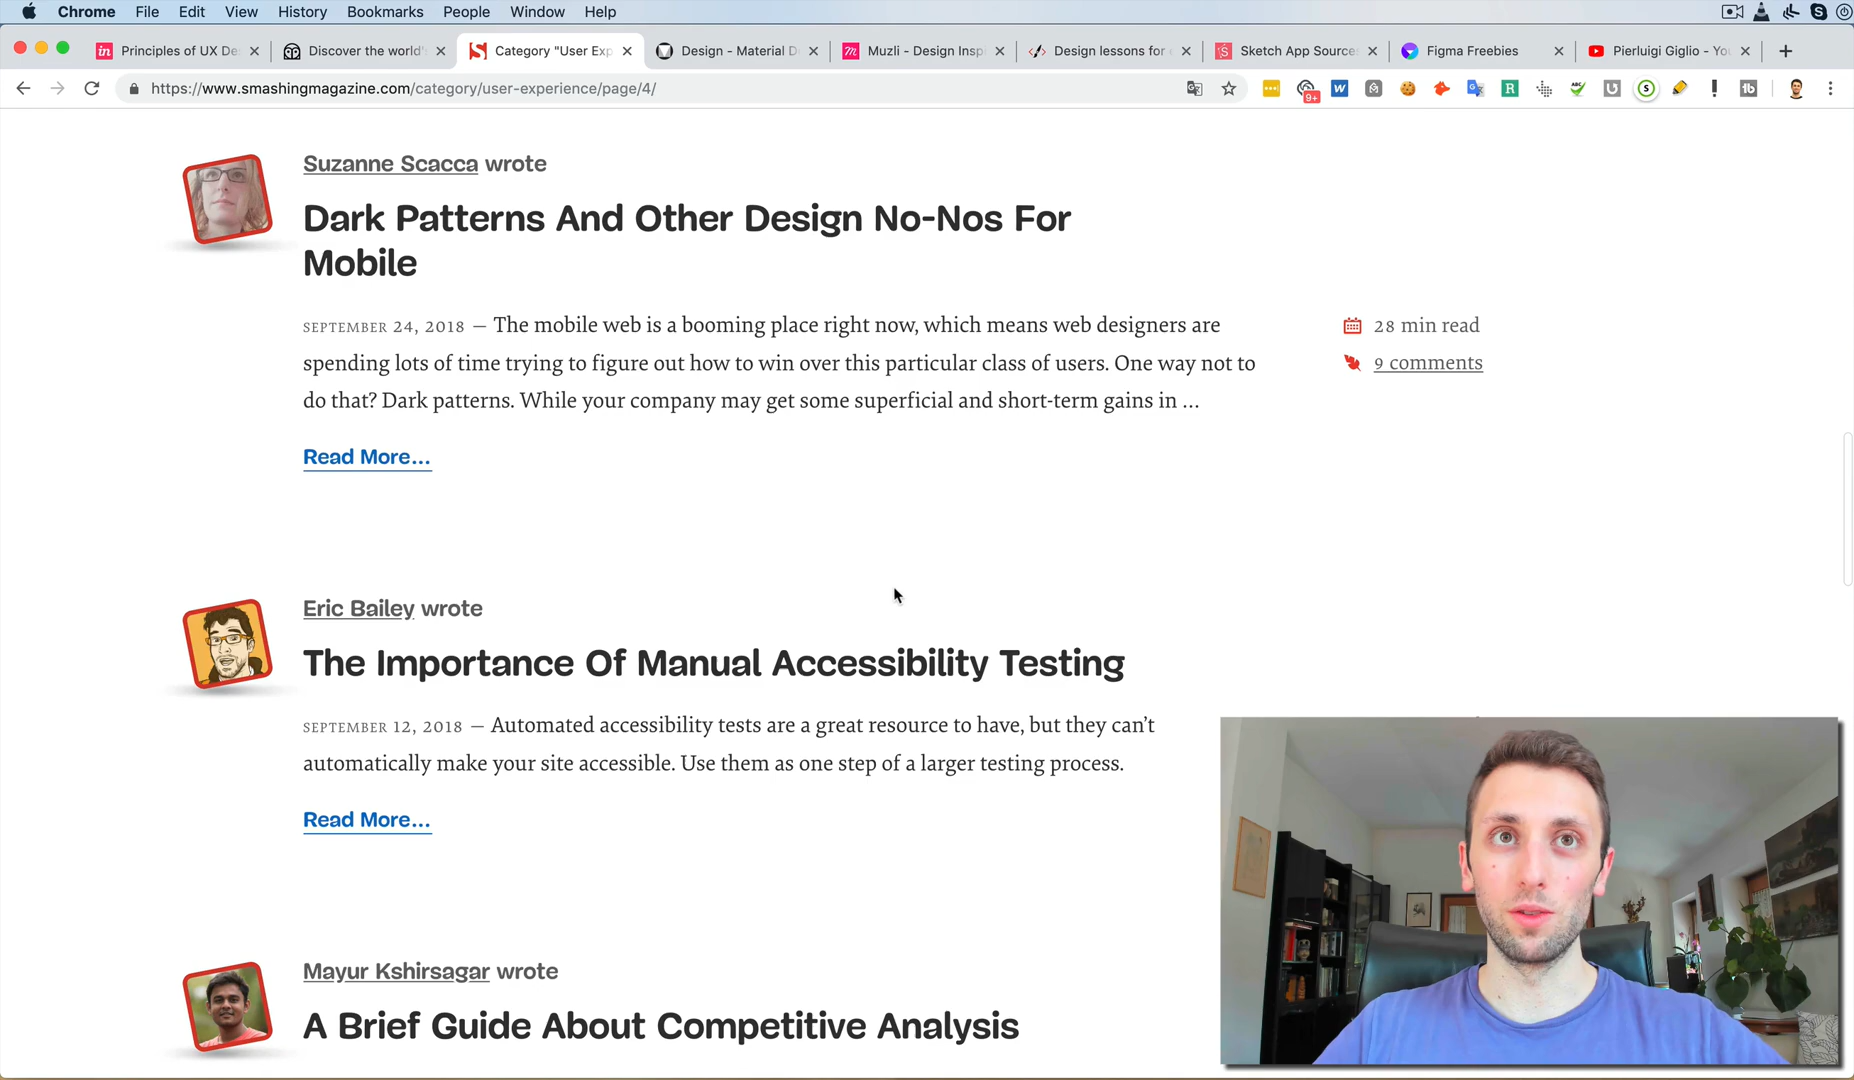 Chrome File Edit View History Bookmarks People Window Help
Principles of UX De
Discover the world'
Category "User Exp
Design - Material D
Muzli - Design Insp
Design lessons for
Sketch App Source
Figma Freebies
Pierluigi Giglio - You
https://www.smashingmagazine.com/category/user-experience/page/4/
9+
Suzanne Scacca wrote
Dark Patterns And Other Design No-Nos For
Mobile
SEPTEMBER 24, 2018 — The mobile web is a booming place right now, which means web designers are
spending lots of time trying to figure out how to win over this particular class of users. One way not to
do that? Dark patterns. While your company may get some superficial and short-term gains in ...
28 min read
9 comments
Read More...
Eric Bailey wrote
The Importance Of Manual Accessibility Testing
SEPTEMBER 12, 2018 — Automated accessibility tests are a great resource to have, but they can't
automatically make your site accessible. Use them as one step of a larger testing process.
Read More...
Mayur Kshirsagar wrote
A Brief Guide About Competitive Analysis